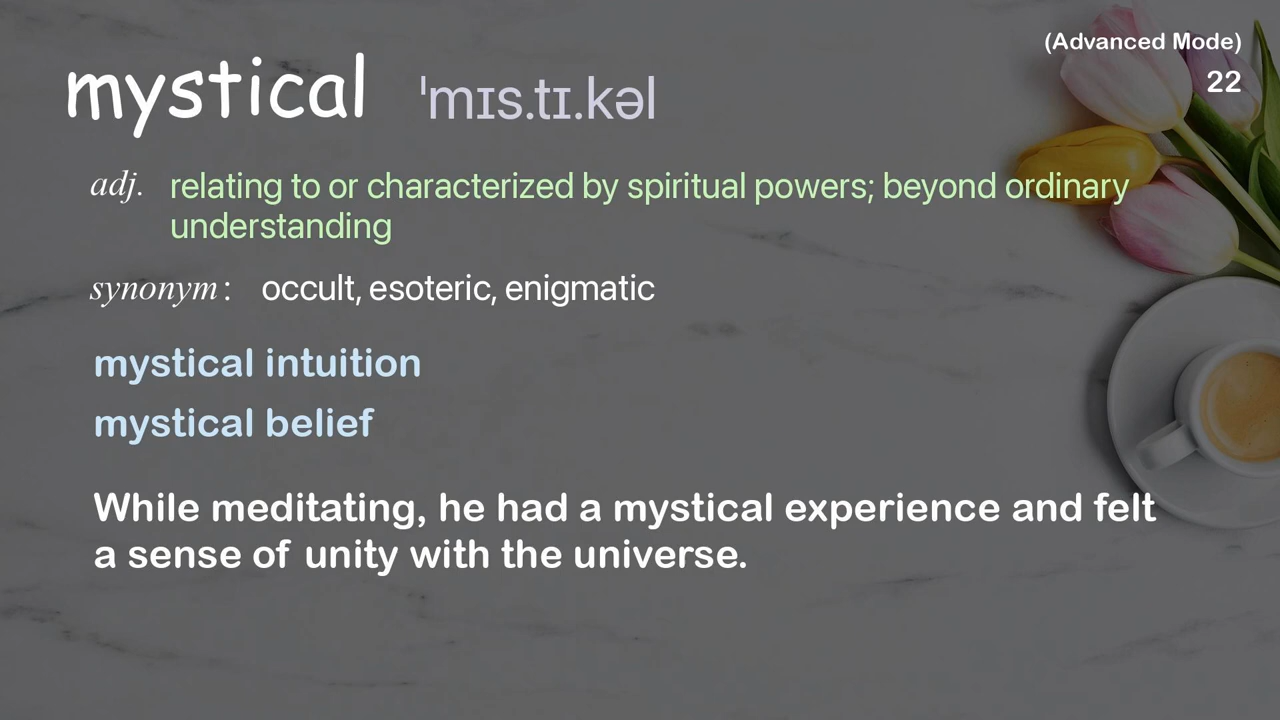 (Advanced Mode)
mystical ˈmɪs.tɪ.kəl
22
adj. relating to or characterized by spiritual powers; beyond ordinary
understanding
synonym: occult, esoteric, enigmatic
mystical intuition
mystical belief
While meditating, he had a mystical experience and felt
a sense of unity with the universe.